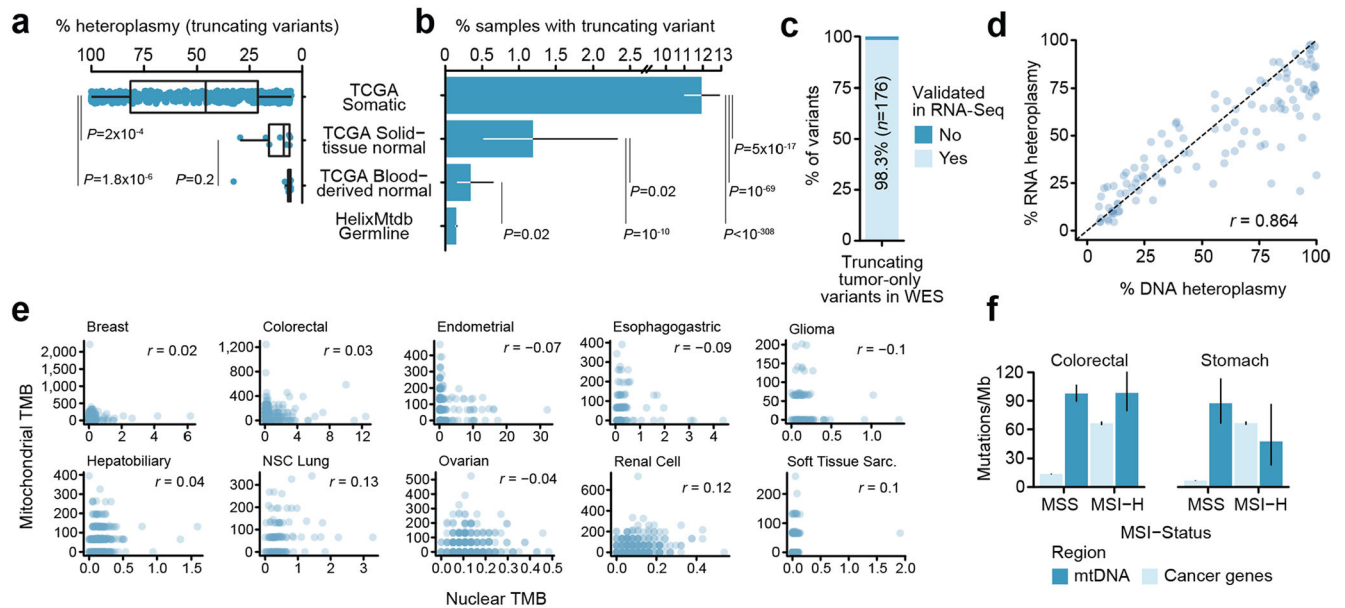 a
% heteroplasmy (truncating variants)
100 75 50 25 0
P=2x10-4
P=1.8x10-6
P=0.2
TCGA
Somatic
TCGA Solid−
tissue normal
TCGA Blood−
derived normal
HelixMtdb
Germline
b
% samples with truncating variant
0 0.5 1.0 1.5 2.0 2.5 10 11 12 13
P=5x10-17
P=0.02
P=10-69
P=0.02
P=10-10
P<10-308
c
% of variants
100
75
50
25
0
98.3% (n=176)
Truncating
tumor-only
variants in WES
Validated
in RNA-Seq
No
Yes
d
% RNA heteroplasmy
100
75
50
25
0
r = 0.864
0 25 50 75 100
% DNA heteroplasmy
e
Mitochondrial TMB
Breast
r = 0.02
2,000
1,500
1,000
500
0
0 2 4 6
Colorectal
r = 0.03
1,200
800
400
0
0 4 8 12
Endometrial
r = −0.07
400
300
200
100
0
0 10 20 30
Esophagogastric
r = −0.09
400
300
200
100
0
0 1 2 3 4
Glioma
r = −0.1
200
150
100
50
0
0.0 0.5 1.0
Hepatobiliary
r = 0.04
400
300
200
100
0
0.0 0.5 1.0 1.5
NSC Lung
r = 0.13
400
300
200
100
0
0 1 2 3
Ovarian
r = −0.04
500
400
300
200
100
0
0.0 0.1 0.2 0.3 0.4 0.5
Renal Cell
r = 0.12
600
400
200
0
0.0 0.2 0.4
Soft Tissue Sarc.
r = 0.1
250
200
150
100
50
0
0.0 0.5 1.0 1.5 2.0
Nuclear TMB
f
Colorectal
Stomach
Mutations/Mb
120
90
60
30
0
MSS MSI−H MSS MSI−H
MSI−Status
Region
mtDNA
Cancer genes